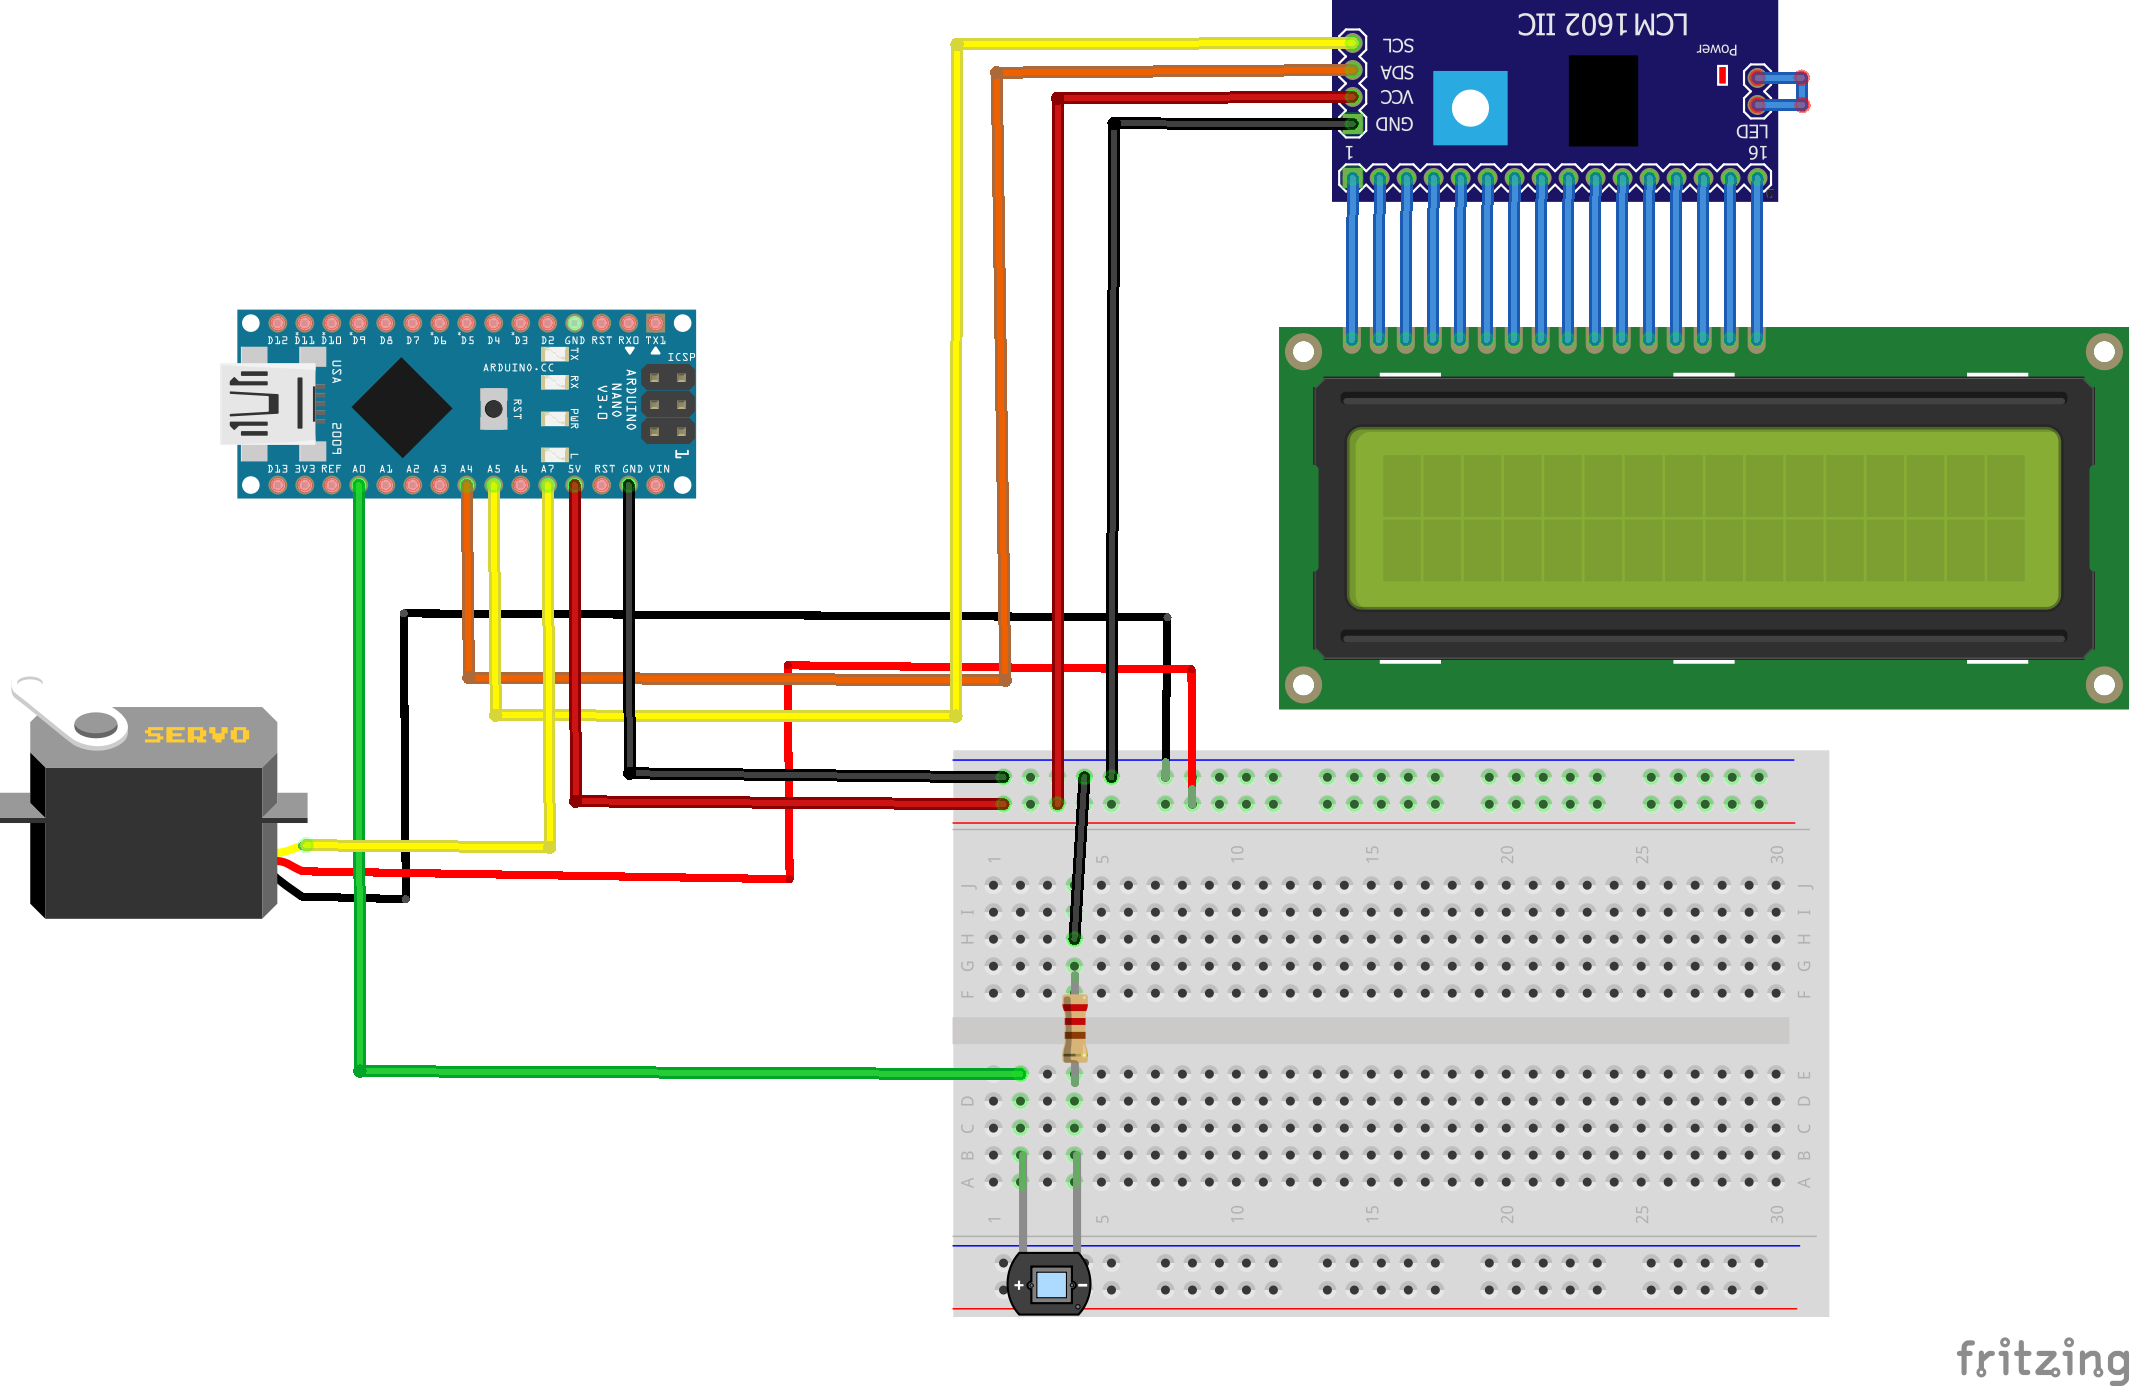 LCM1602 IIC
SCL
SDA
VCC
GND
Power
LED
1
16
D12 D11 D10 D9 D8 D7 D6 D5 D4 D3 D2 GND RST RX0 TX1
TX
RX
PWR
L
ICSP
USA
2009
ARDUINO.CC
RST
ARDUINO
NANO
V3.0
1
D13 3V3 REF A0 A1 A2 A3 A4 A5 A6 A7 5V RST GND VIN
SERVO
1 5 10 15 20 25 30
J J
I I
H H
G G
F F
E
D D
C C
B B
A A
1 5 10 15 20 25 30
+ −
fritzing